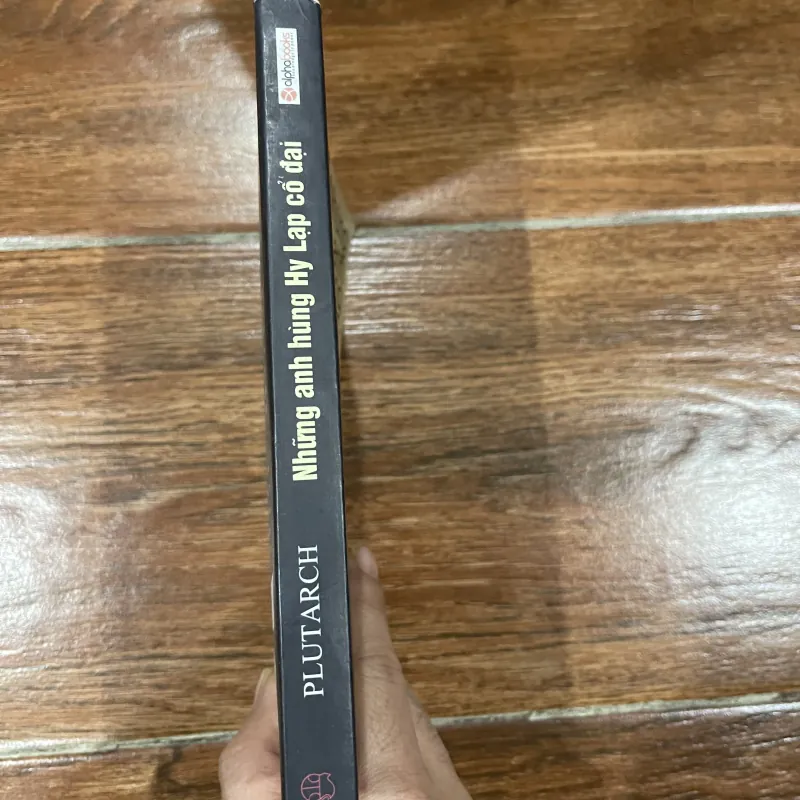 PLUTARCH
Những anh hùng Hy Lạp cổ đại
alphabooks